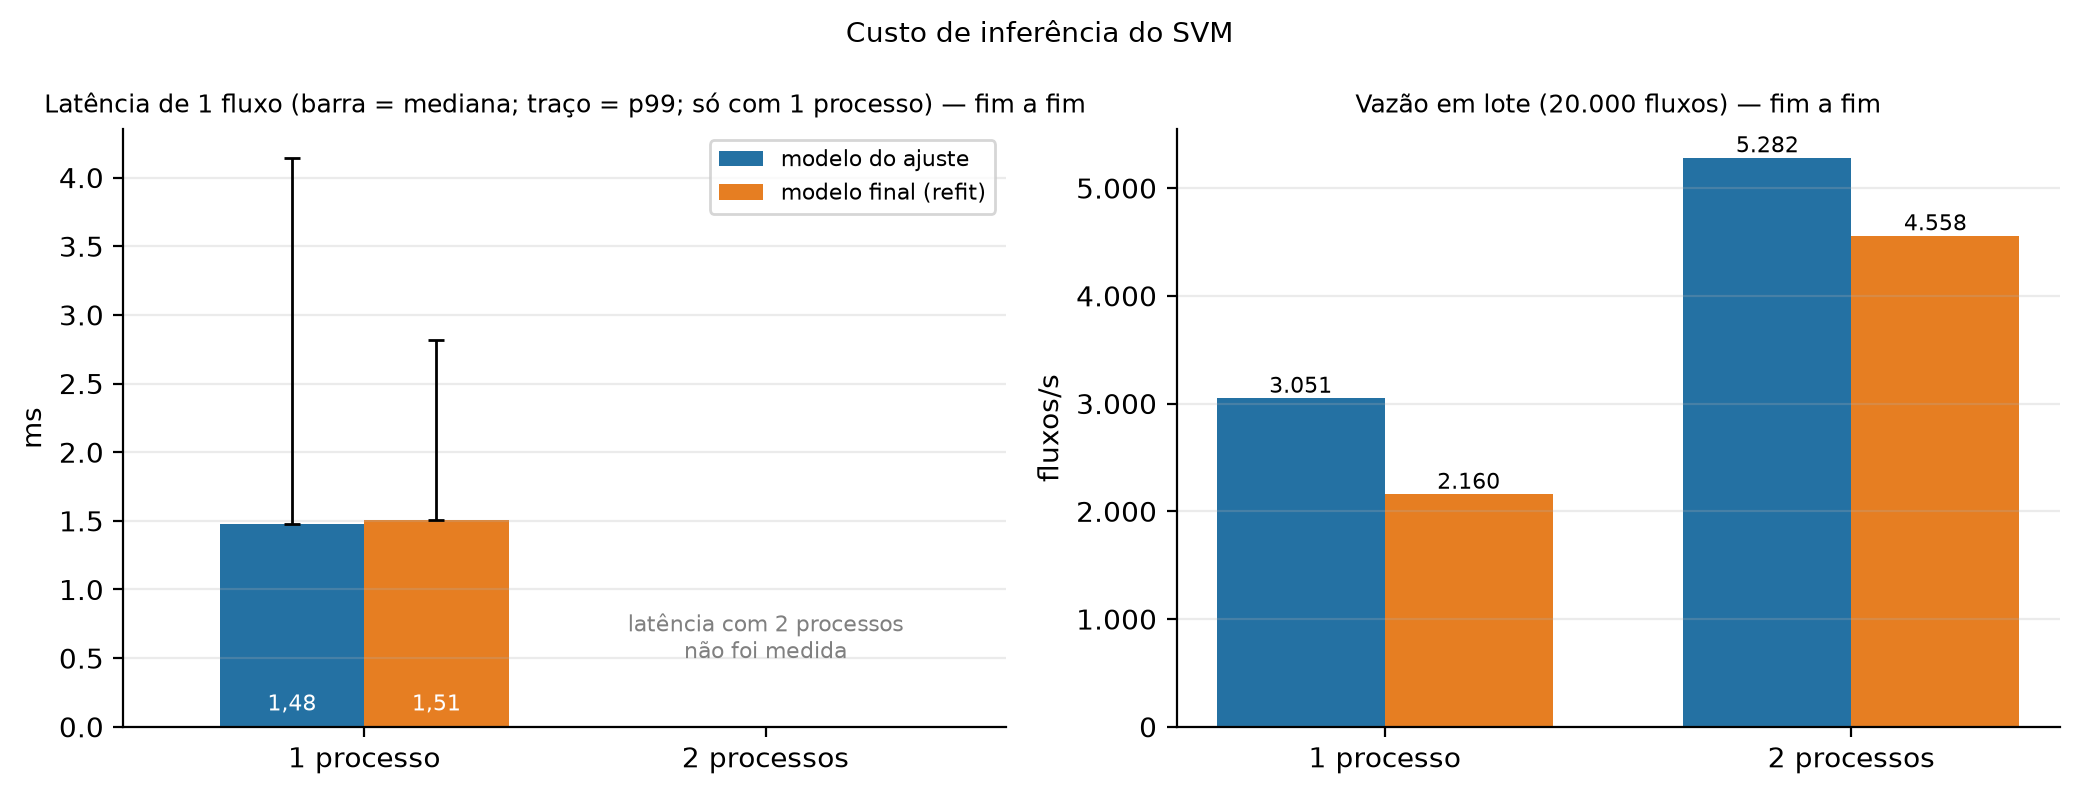 Custo de inferência do SVM
Latência de 1 fluxo (barra = mediana; traço = p99; só com 1 processo) — fim a fim
modelo do ajuste
modelo final (refit)
4.0
3.5
3.0
2.5
2.0
1.5
1.0
0.5
0.0
ms
latência com 2 processos
não foi medida
1,48
1,51
1 processo
2 processos
Vazão em lote (20.000 fluxos) — fim a fim
5.000
4.000
3.000
2.000
1.000
0
fluxos/s
3.051
2.160
5.282
4.558
1 processo
2 processos